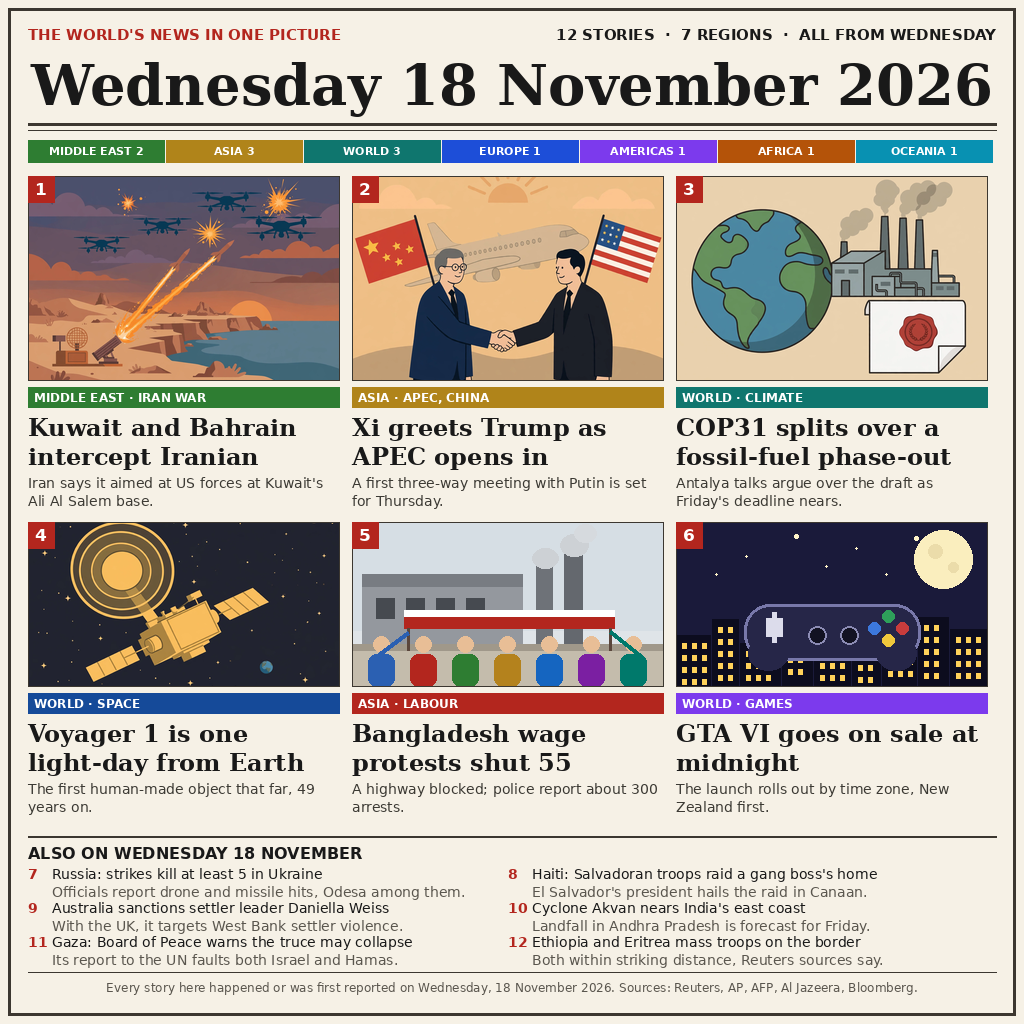 THE WORLD'S NEWS IN ONE PICTURE
12 STORIES · 7 REGIONS · ALL FROM WEDNESDAY
Wednesday 18 November 2026
MIDDLE EAST 2
ASIA 3
WORLD 3
EUROPE 1
AMERICAS 1
AFRICA 1
OCEANIA 1
1
MIDDLE EAST · IRAN WAR
Kuwait and Bahrain
intercept Iranian
Iran says it aimed at US forces at Kuwait's
Ali Al Salem base.
2
ASIA · APEC, CHINA
Xi greets Trump as
APEC opens in
A first three-way meeting with Putin is set
for Thursday.
3
WORLD · CLIMATE
COP31 splits over a
fossil-fuel phase-out
Antalya talks argue over the draft as
Friday's deadline nears.
4
WORLD · SPACE
Voyager 1 is one
light-day from Earth
The first human-made object that far, 49
years on.
5
ASIA · LABOUR
Bangladesh wage
protests shut 55
A highway blocked; police report about 300
arrests.
6
WORLD · GAMES
GTA VI goes on sale at
midnight
The launch rolls out by time zone, New
Zealand first.
ALSO ON WEDNESDAY 18 NOVEMBER
7 Russia: strikes kill at least 5 in Ukraine
Officials report drone and missile hits, Odesa among them.
8 Haiti: Salvadoran troops raid a gang boss's home
El Salvador's president hails the raid in Canaan.
9 Australia sanctions settler leader Daniella Weiss
With the UK, it targets West Bank settler violence.
10 Cyclone Akvan nears India's east coast
Landfall in Andhra Pradesh is forecast for Friday.
11 Gaza: Board of Peace warns the truce may collapse
Its report to the UN faults both Israel and Hamas.
12 Ethiopia and Eritrea mass troops on the border
Both within striking distance, Reuters sources say.
Every story here happened or was first reported on Wednesday, 18 November 2026. Sources: Reuters, AP, AFP, Al Jazeera, Bloomberg.